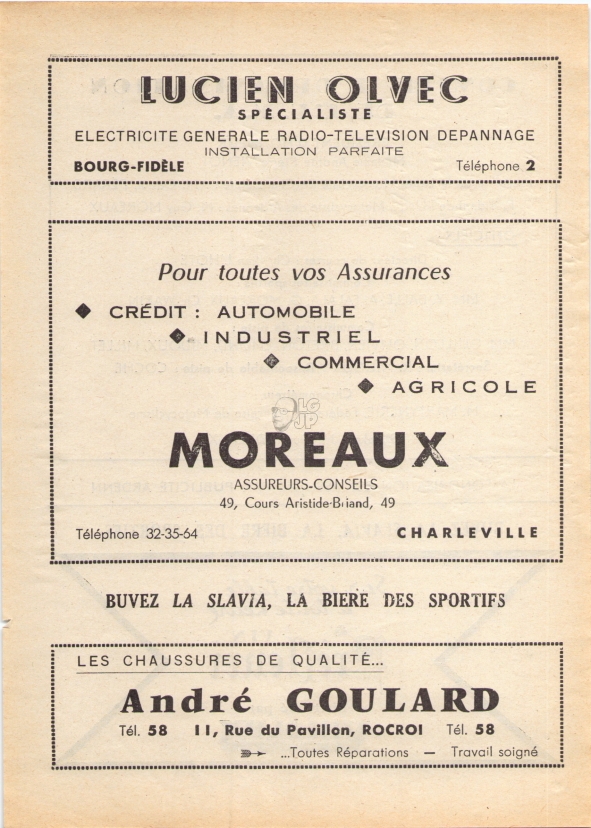 LUCIEN OLVEC
SPÉCIALISTE
ELECTRICITE GENERALE RADIO-TELEVISION DEPANNAGE
INSTALLATION PARFAITE
BOURG-FIDÈLE Téléphone 2
Pour toutes vos Assurances
◆ CRÉDIT : AUTOMOBILE
◆ INDUSTRIEL
◆ COMMERCIAL
◆ AGRICOLE
LG
JP
MOREAUX
ASSUREURS-CONSEILS
49, Cours Aristide-Briand, 49
Téléphone 32-35-64 CHARLEVILLE
BUVEZ LA SLAVIA, LA BIERE DES SPORTIFS
LES CHAUSSURES DE QUALITÉ...
André GOULARD
Tél. 58 11, Rue du Pavillon, ROCROI Tél. 58
...Toutes Réparations — Travail soigné